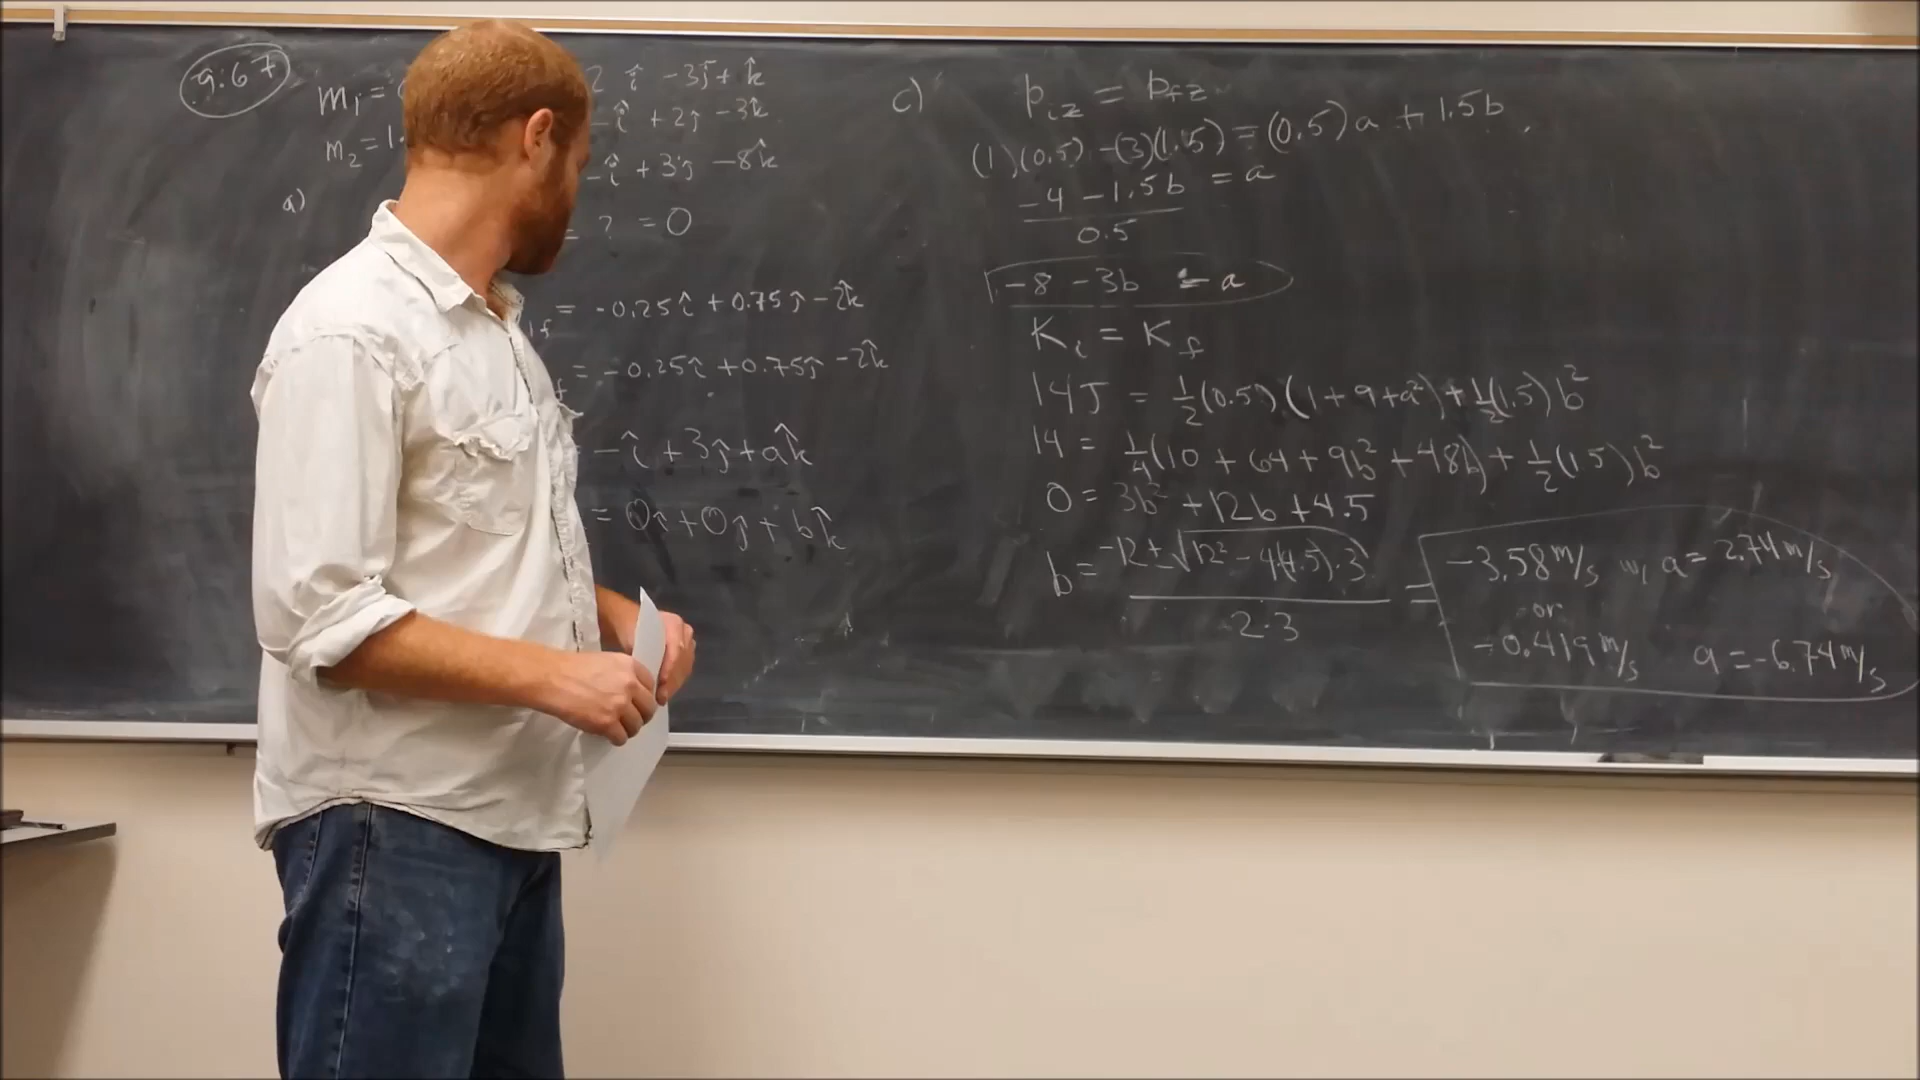 9:67
m₁ = 2 î - 3ĵ + k̂
m₂ = 1. -î + 2ĵ - 3k̂
-î + 3ĵ - 8k̂
a)
= ? = 0
1f = -0.25î + 0.75ĵ - 2k̂
f = -0.25î + 0.75ĵ - 2k̂
= -î + 3ĵ + ak̂
= 0î + 0ĵ + bk̂
c) p_iz = p_fz
(1)(0.5) - (3)(1.5) = (0.5)a + 1.5b
(-4 - 1.5b)/0.5 = a
-8 - 3b = a
K_i = K_f
14J = ½(0.5)(1 + 9 + a²) + ½(1.5)b²
14 = ¼(10 + 64 + 9b² + 48b) + ½(1.5)b²
0 = 3b² + 12b + 4.5
b = (-12 ± √(12² - 4(4.5)·3))/(2·3) =
-3.58 m/s w/ a = 2.74 m/s
or
-0.419 m/s a = -6.74 m/s